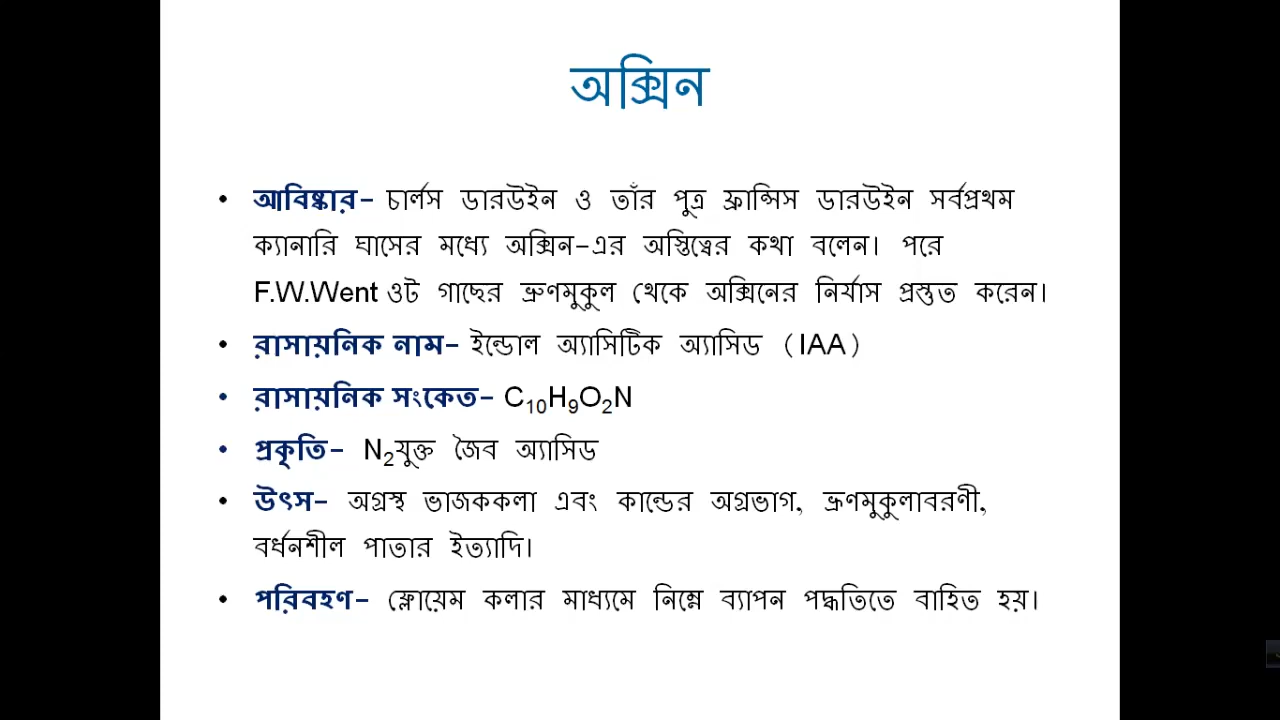 অক্সিন
• আবিষ্কার– চার্লস ডারউইন ও তাঁর পুত্র ফ্রান্সিস ডারউইন সর্বপ্রথম
ক্যানারি ঘাসের মধ্যে অক্সিন–এর অস্তিত্বের কথা বলেন। পরে
F.W.Went ওট গাছের ভ্রুণমুকুল থেকে অক্সিনের নির্যাস প্রস্তুত করেন।
• রাসায়নিক নাম– ইন্ডোল অ্যাসিটিক অ্যাসিড (IAA)
• রাসায়নিক সংকেত– C₁₀H₉O₂N
• প্রকৃতি– N₂যুক্ত জৈব অ্যাসিড
• উৎস– অগ্রস্থ ভাজককলা এবং কান্ডের অগ্রভাগ, ভ্রূণমুকুলাবরণী,
বর্ধনশীল পাতার ইত্যাদি।
• পরিবহণ– ফ্লোয়েম কলার মাধ্যমে নিম্নে ব্যাপন পদ্ধতিতে বাহিত হয়।